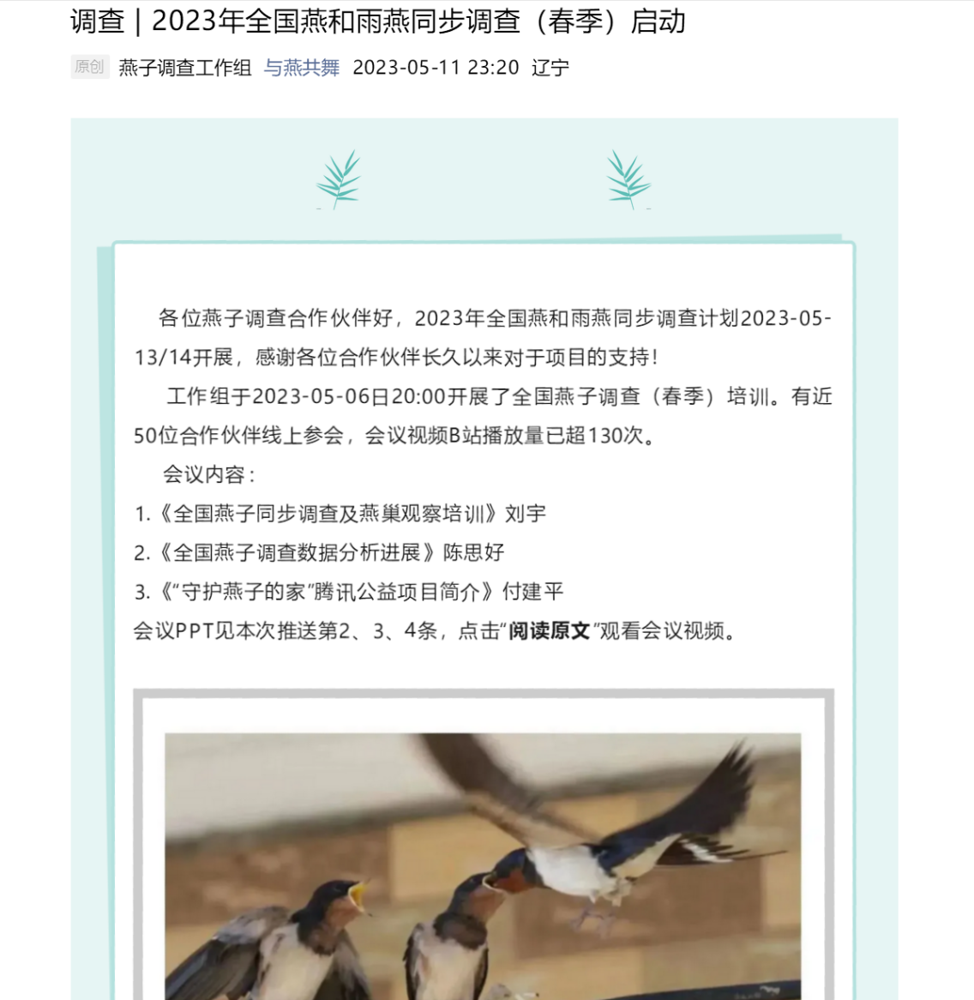 调查 | 2023年全国燕和雨燕同步调查（春季）启动
原创 燕子调查工作组 与燕共舞 2023-05-11 23:20 辽宁
各位燕子调查合作伙伴好，2023年全国燕和雨燕同步调查计划2023-05-
13/14开展，感谢各位合作伙伴长久以来对于项目的支持！
工作组于2023-05-06日20:00开展了全国燕子调查（春季）培训。有近
50位合作伙伴线上参会，会议视频B站播放量已超130次。
会议内容：
1.《全国燕子同步调查及燕巢观察培训》刘宇
2.《全国燕子调查数据分析进展》陈思好
3.《“守护燕子的家”腾讯公益项目简介》付建平
会议PPT见本次推送第2、3、4条，点击“阅读原文”观看会议视频。